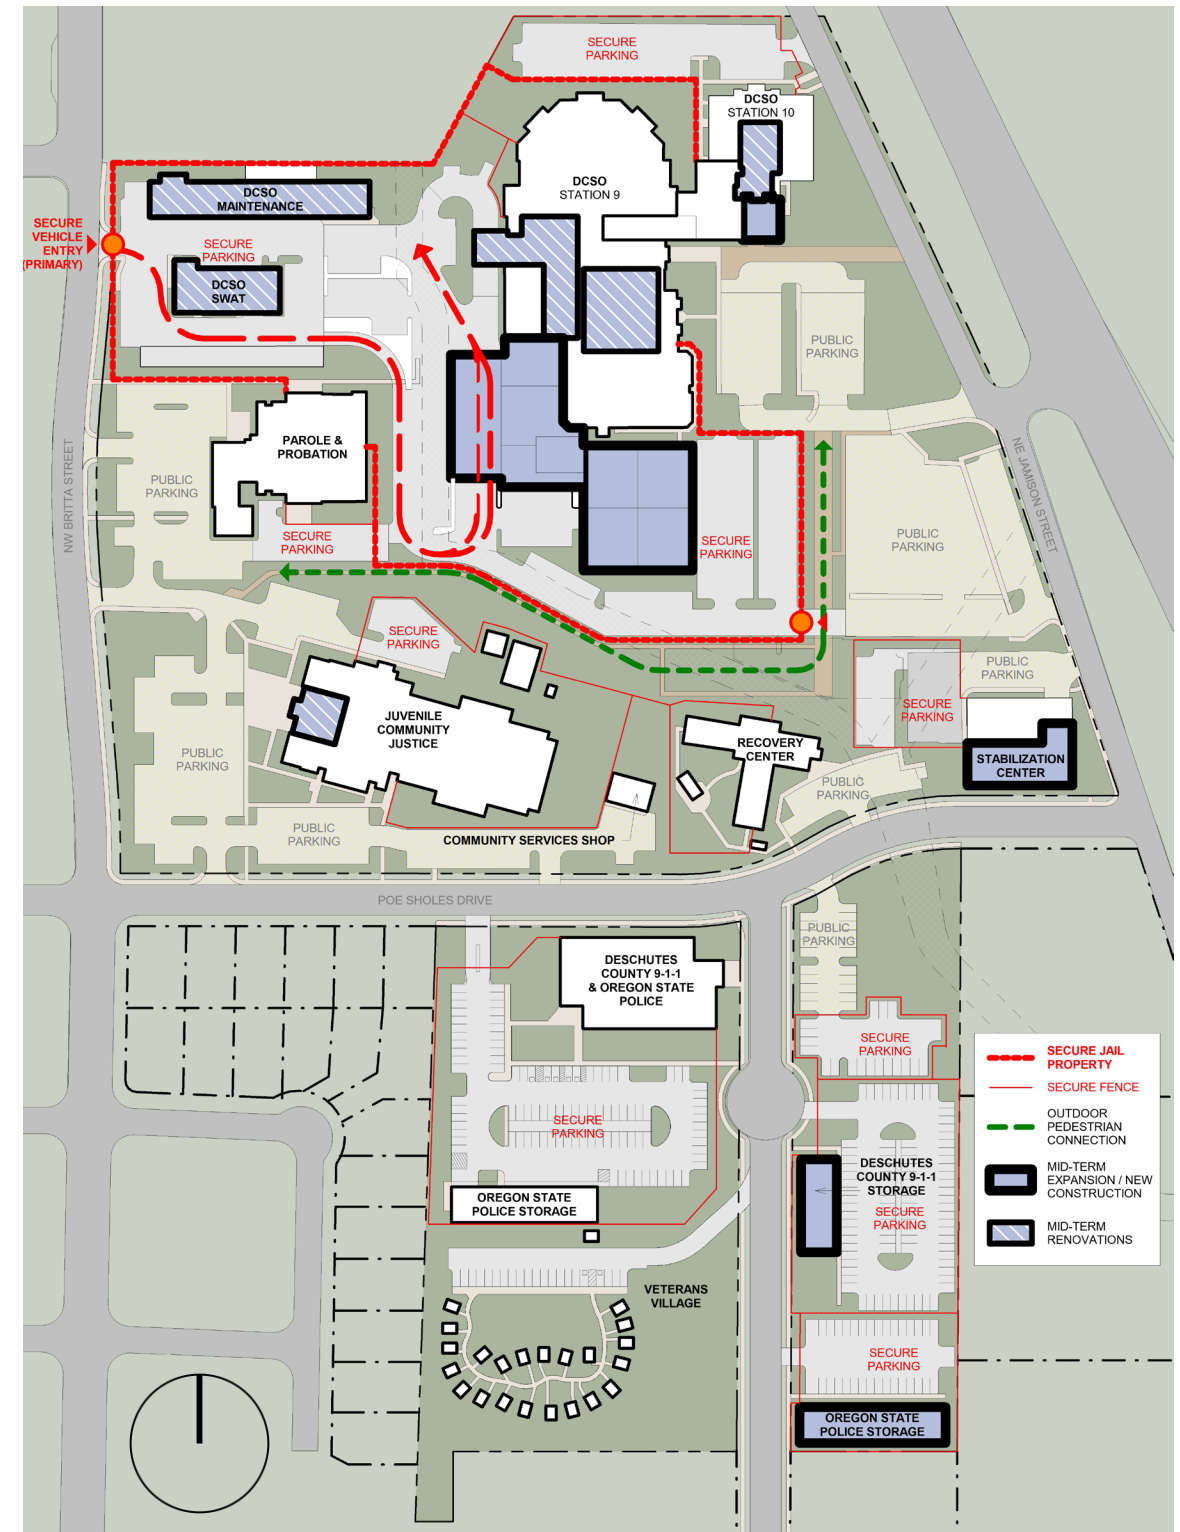 SECURE
PARKING
DCSO
STATION 10
DCSO
STATION 9
DCSO
MAINTENANCE
SECURE
VEHICLE
ENTRY
(PRIMARY)
SECURE
PARKING
DCSO
SWAT
PUBLIC
PARKING
PAROLE &
PROBATION
NW BRITTA STREET
NE JAMISON STREET
PUBLIC
PARKING
SECURE
PARKING
SECURE
PARKING
PUBLIC
PARKING
SECURE
PARKING
PUBLIC
PARKING
SECURE
PARKING
JUVENILE
COMMUNITY
JUSTICE
RECOVERY
CENTER
STABILIZATION
CENTER
PUBLIC
PARKING
PUBLIC
PARKING
PUBLIC
PARKING
COMMUNITY SERVICES SHOP
POE SHOLES DRIVE
PUBLIC
PARKING
DESCHUTES
COUNTY 9-1-1
& OREGON STATE
POLICE
SECURE
PARKING
SECURE JAIL
PROPERTY
SECURE FENCE
OUTDOOR
PEDESTRIAN
CONNECTION
MID-TERM
EXPANSION / NEW
CONSTRUCTION
MID-TERM
RENOVATIONS
SECURE
PARKING
DESCHUTES
COUNTY 9-1-1
STORAGE
SECURE
PARKING
OREGON STATE
POLICE STORAGE
VETERANS
VILLAGE
SECURE
PARKING
OREGON STATE
POLICE STORAGE